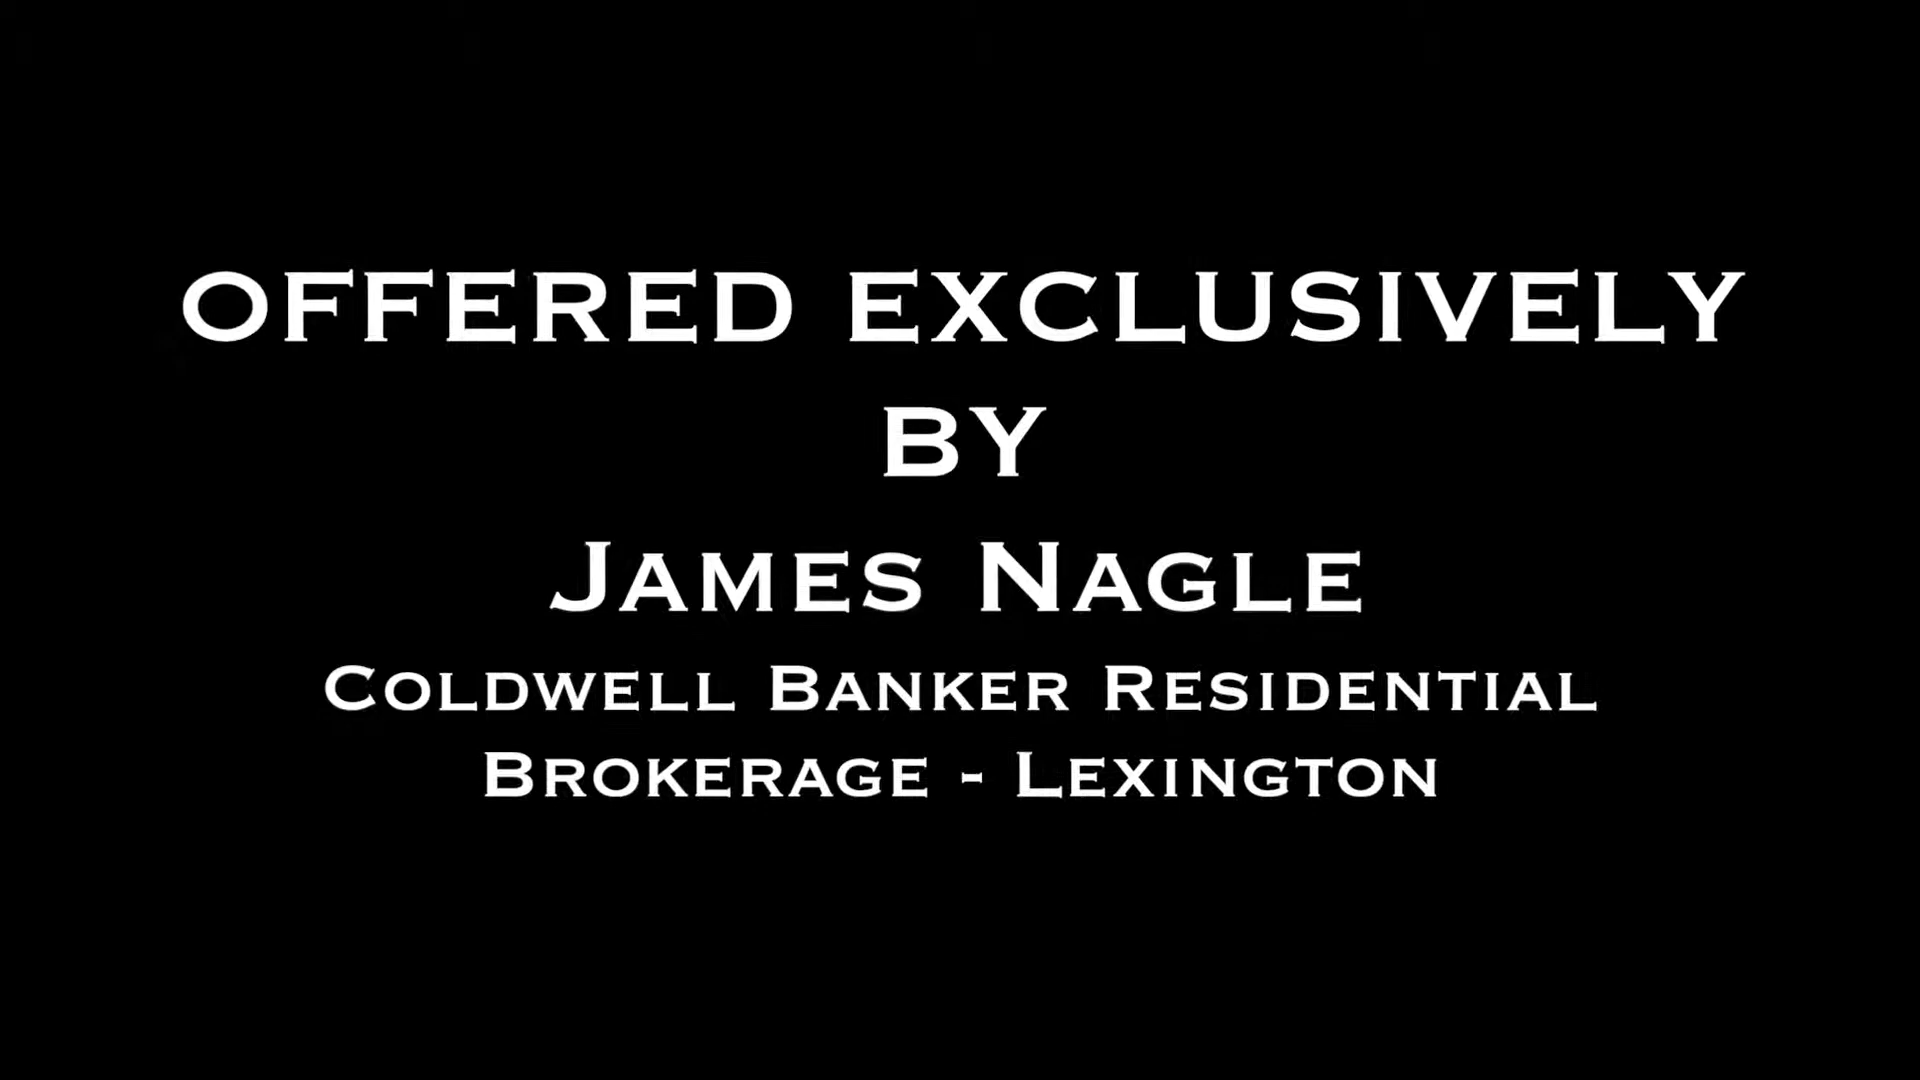 OFFERED EXCLUSIVELY
BY
JAMES NAGLE
COLDWELL BANKER RESIDENTIAL
BROKERAGE - LEXINGTON